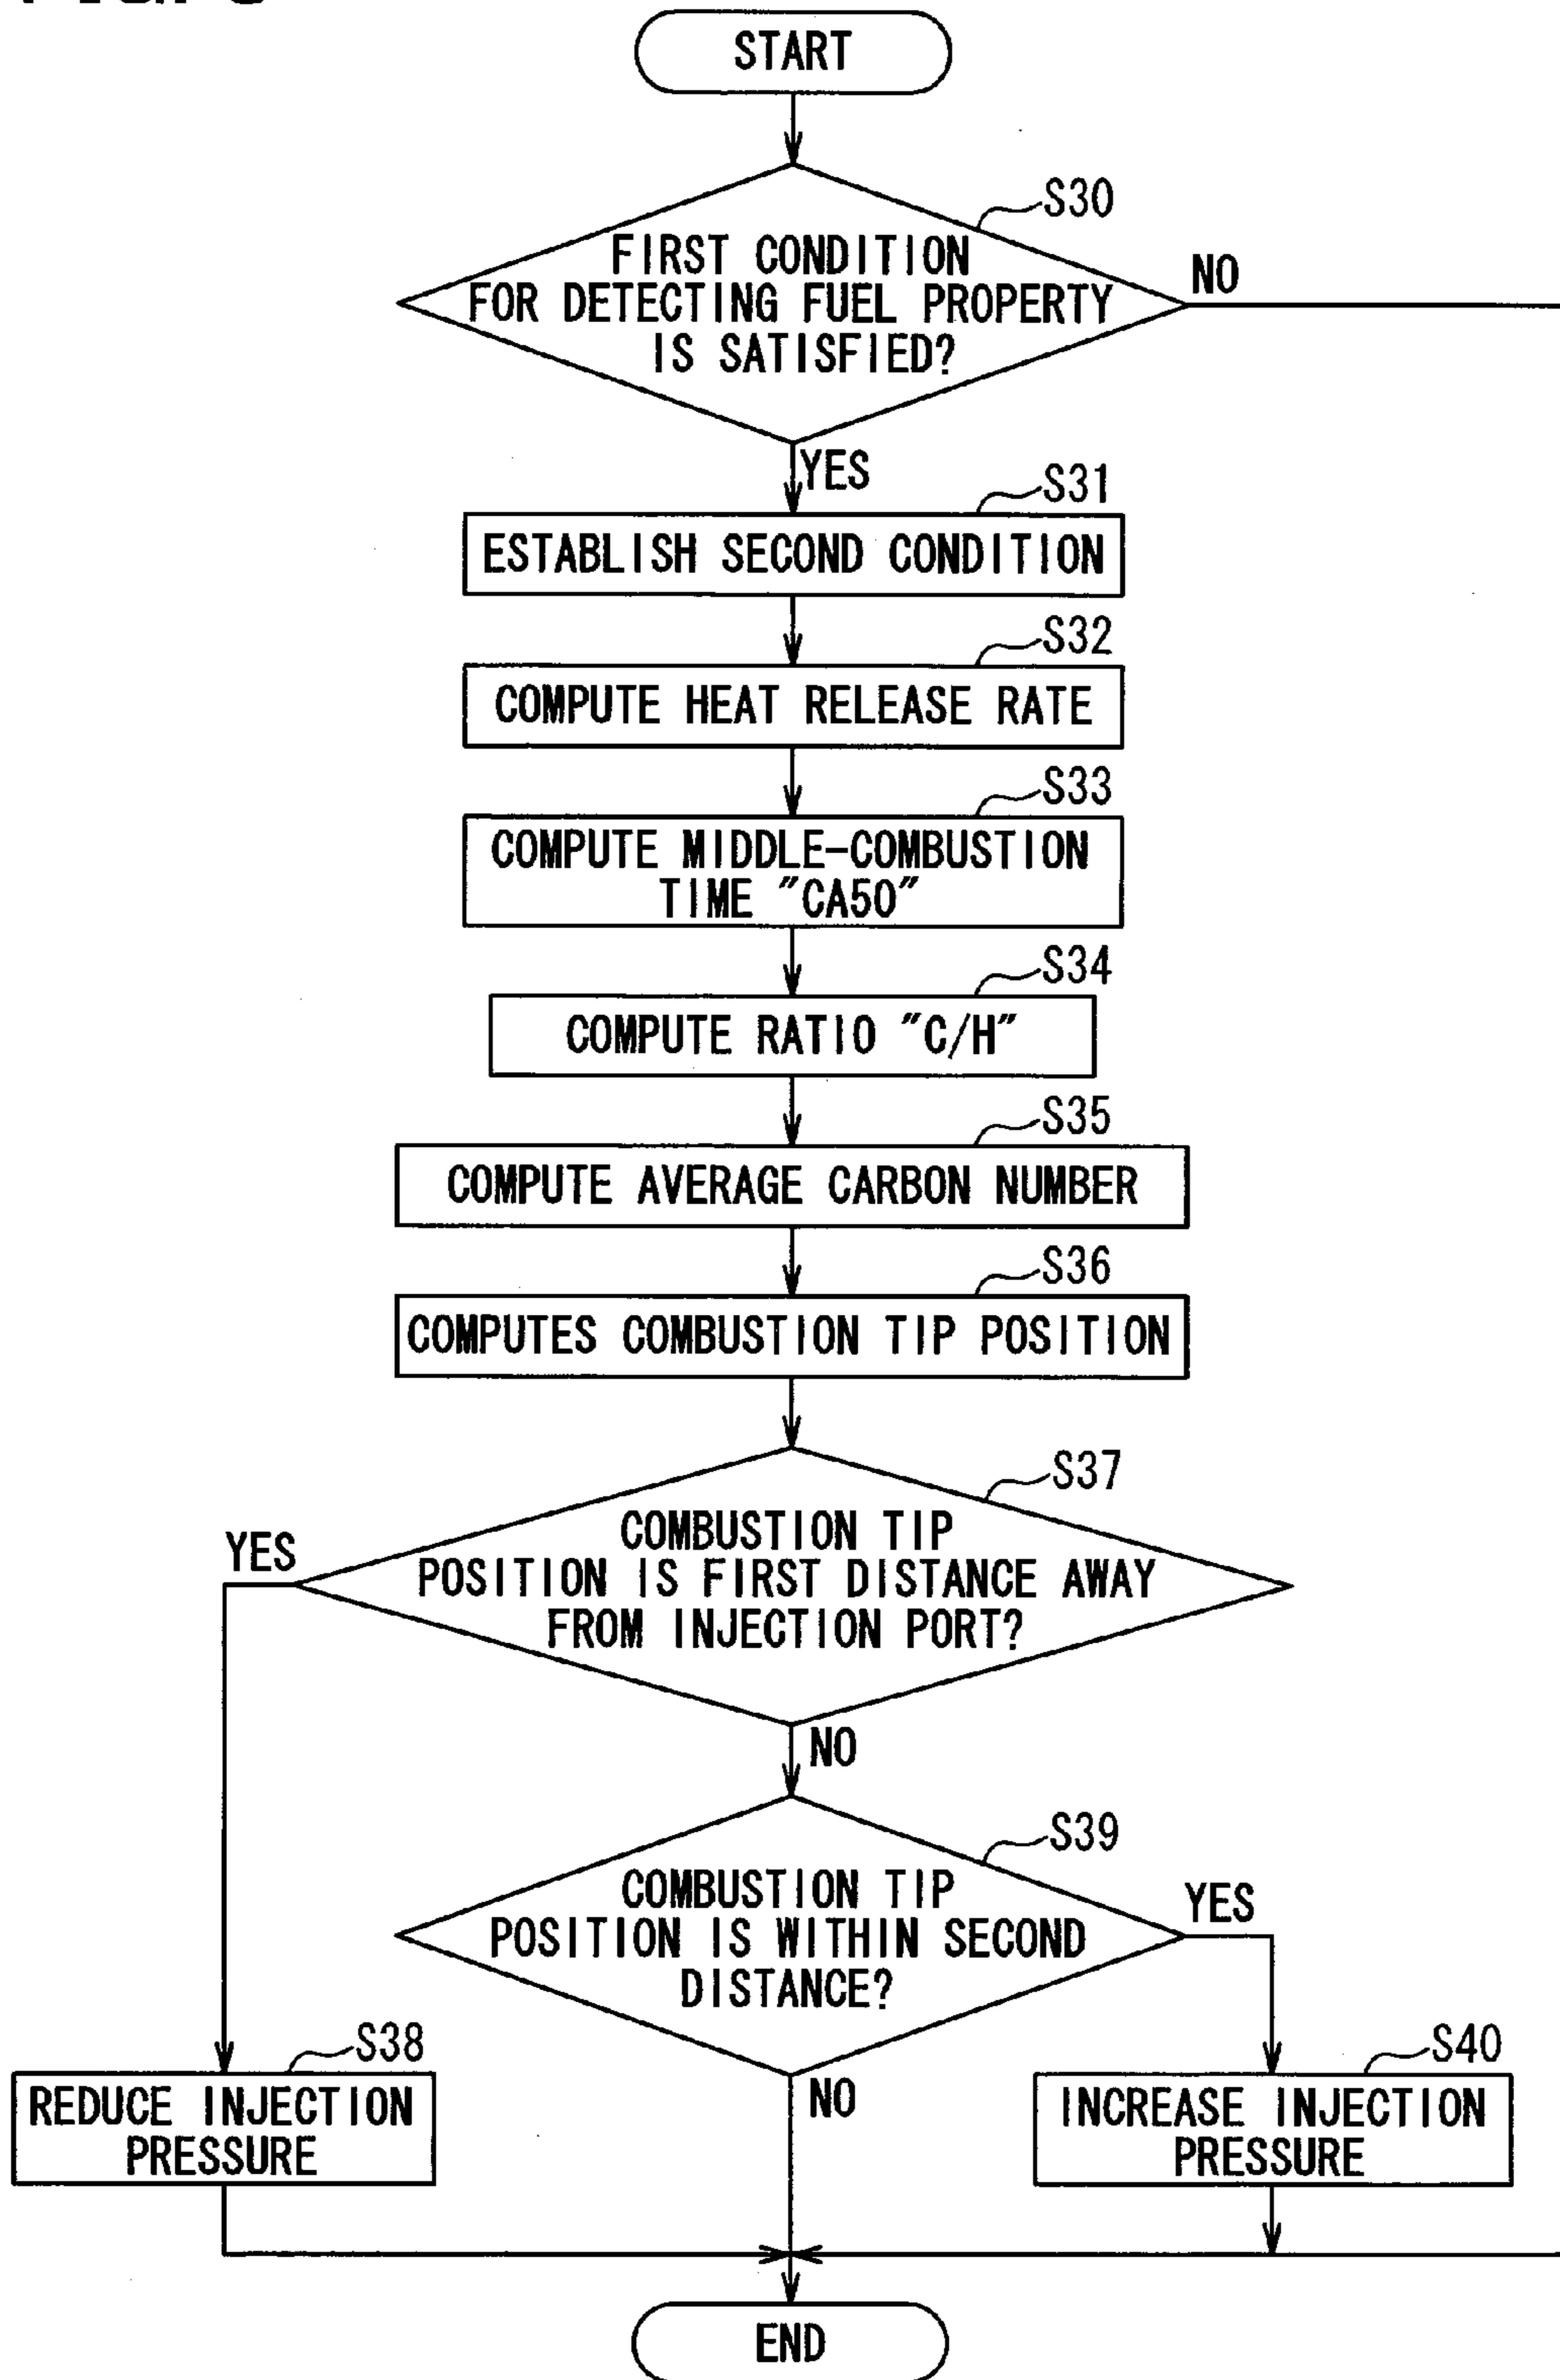 START
S30
FIRST CONDITION
FOR DETECTING FUEL PROPERTY
IS SATISFIED?
NO
YES
S31
ESTABLISH SECOND CONDITION
S32
COMPUTE HEAT RELEASE RATE
S33
COMPUTE MIDDLE-COMBUSTION
TIME "CA50"
S34
COMPUTE RATIO "C/H"
S35
COMPUTE AVERAGE CARBON NUMBER
S36
COMPUTES COMBUSTION TIP POSITION
S37
COMBUSTION TIP
POSITION IS FIRST DISTANCE AWAY
FROM INJECTION PORT?
YES
NO
S39
COMBUSTION TIP
POSITION IS WITHIN SECOND
DISTANCE?
YES
NO
S38
REDUCE INJECTION
PRESSURE
S40
INCREASE INJECTION
PRESSURE
END